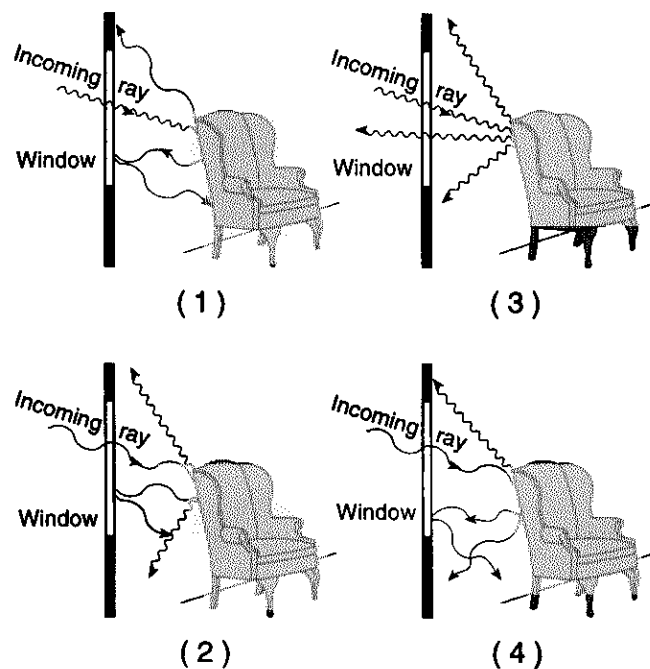 Incoming ray
Window
(1)
Incoming ray
Window
(3)
Incoming ray
Window
(2)
Incoming ray
Window
(4)